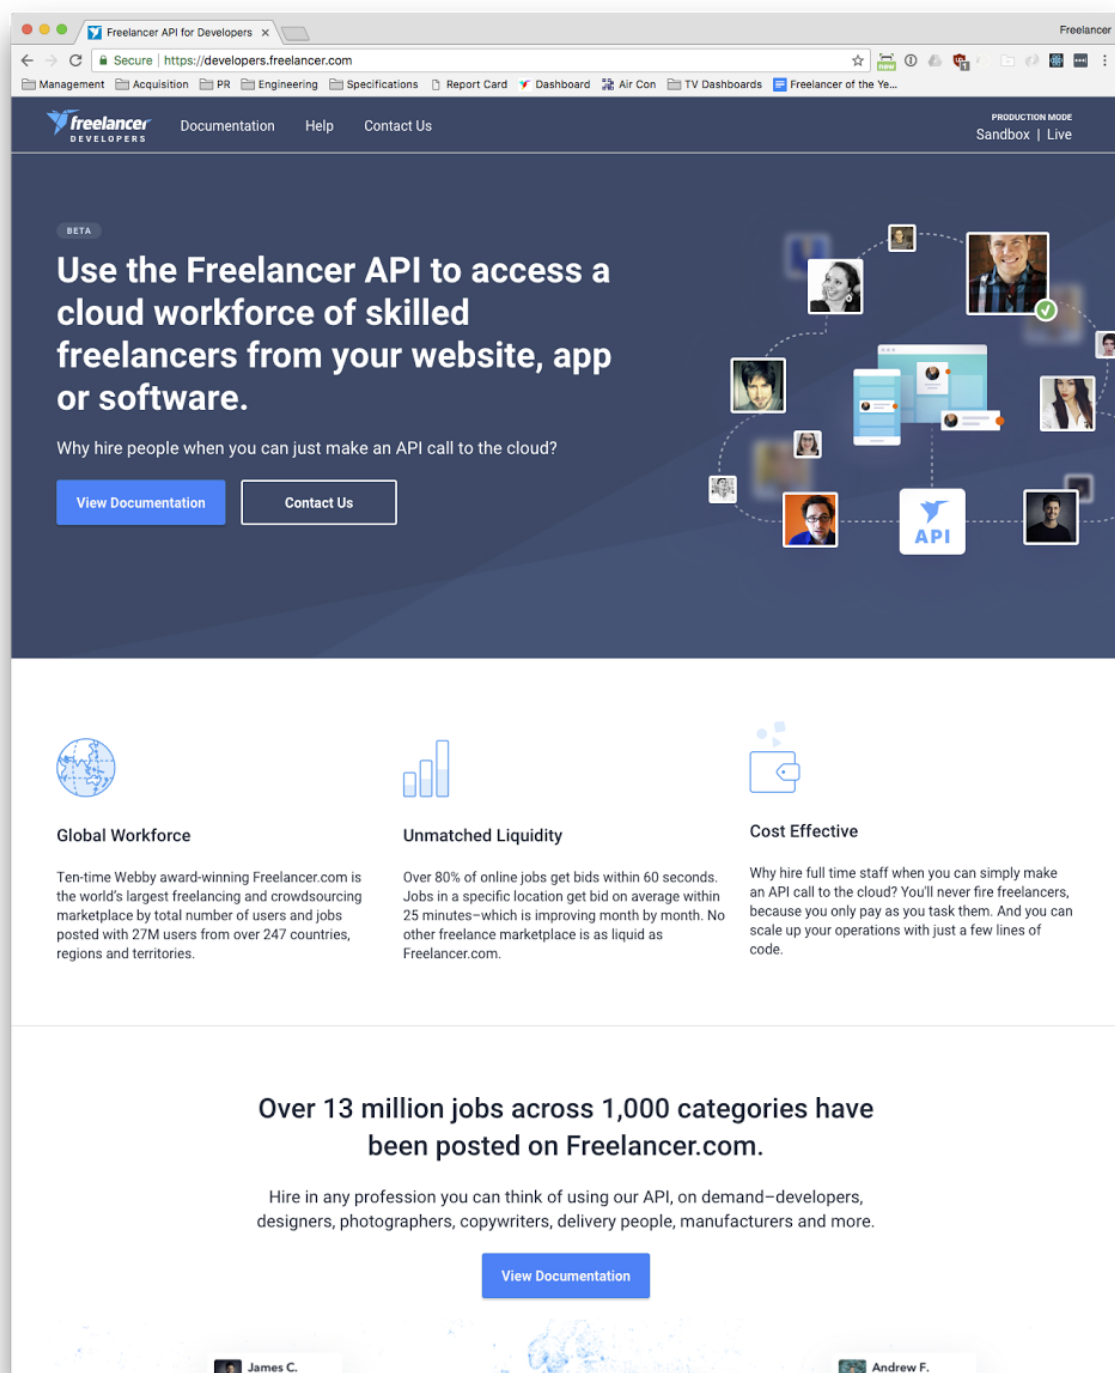 Freelancer API for Developers
Freelancer
Secure https://developers.freelancer.com
new
1
Management Acquisition PR Engineering Specifications Report Card Dashboard Air Con TV Dashboards Freelancer of the Ye...
freelancer
DEVELOPERS
Documentation Help Contact Us
PRODUCTION MODE
Sandbox | Live
BETA
Use the Freelancer API to access a
cloud workforce of skilled
freelancers from your website, app
or software.
Why hire people when you can just make an API call to the cloud?
View Documentation
Contact Us
API
Global Workforce
Ten-time Webby award-winning Freelancer.com is
the world's largest freelancing and crowdsourcing
marketplace by total number of users and jobs
posted with 27M users from over 247 countries,
regions and territories.
Unmatched Liquidity
Over 80% of online jobs get bids within 60 seconds.
Jobs in a specific location get bid on average within
25 minutes–which is improving month by month. No
other freelance marketplace is as liquid as
Freelancer.com.
Cost Effective
Why hire full time staff when you can simply make
an API call to the cloud? You'll never fire freelancers,
because you only pay as you task them. And you can
scale up your operations with just a few lines of
code.
Over 13 million jobs across 1,000 categories have
been posted on Freelancer.com.
Hire in any profession you can think of using our API, on demand–developers,
designers, photographers, copywriters, delivery people, manufacturers and more.
View Documentation
James C.
Andrew F.